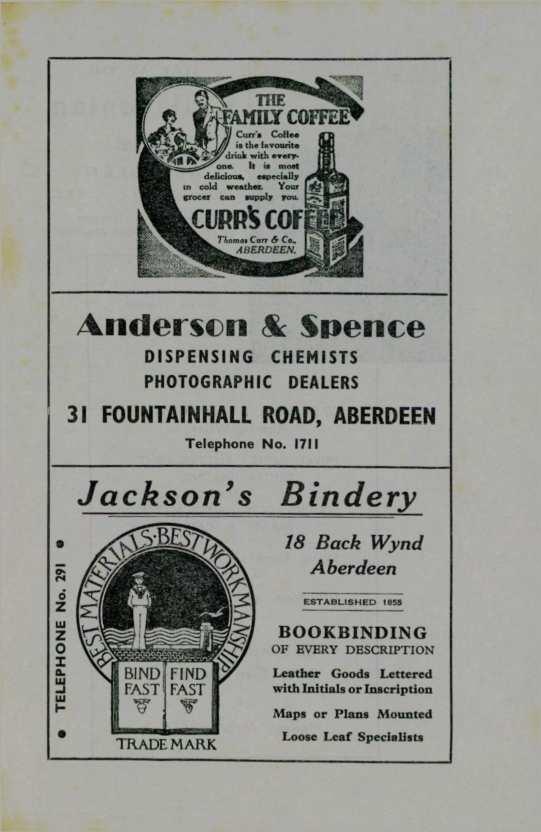 THE
FAMILY COFFEE
Curr's Coffee
is the favourite
drink with every-
one. It is most
delicious, especially
in cold weather. Your
grocer can supply you.
CURR'S COFFEE
Thomas Curr & Co.,
ABERDEEN.
Anderson & Spence
DISPENSING CHEMISTS
PHOTOGRAPHIC DEALERS
31 FOUNTAINHALL ROAD, ABERDEEN
Telephone No. 1711
Jackson's Bindery
TELEPHONE No. 291
BEST MATERIALS·BEST WORKMANSHIP
BIND FAST
FIND FAST
TRADE MARK
18 Back Wynd
Aberdeen
ESTABLISHED 1855
BOOKBINDING
OF EVERY DESCRIPTION
Leather Goods Lettered
with Initials or Inscription
Maps or Plans Mounted
Loose Leaf Specialists